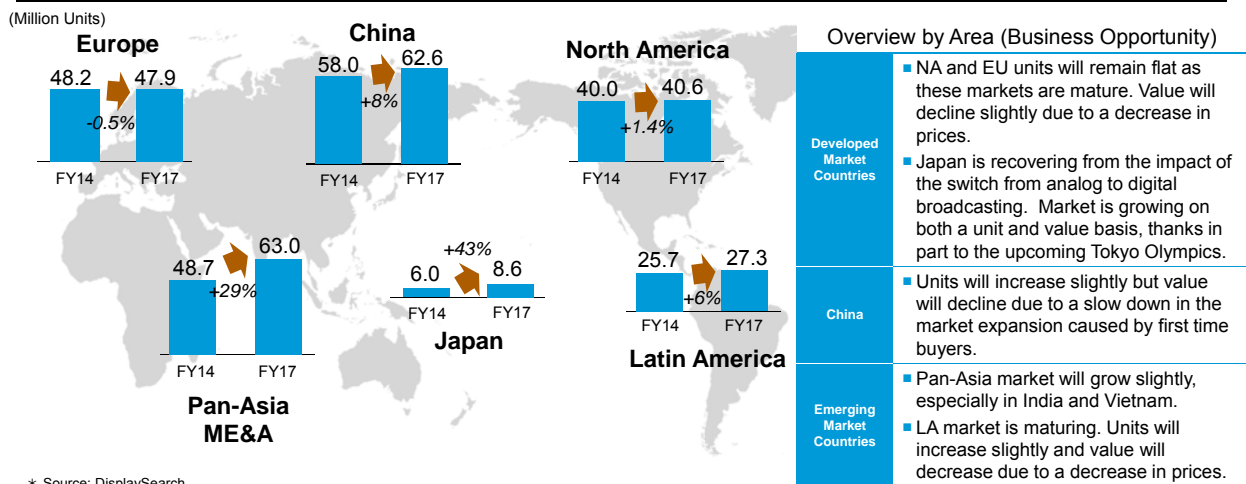 (Million Units)
Europe
48.2
47.9
-0.5%
FY14
FY17
China
58.0
62.6
+8%
FY14
FY17
North America
40.0
40.6
+1.4%
FY14
FY17
48.7
63.0
+29%
FY14
FY17
Pan-Asia
ME&A
+43%
6.0
8.6
FY14
FY17
Japan
25.7
27.3
+6%
FY14
FY17
Latin America
Overview by Area (Business Opportunity)
Developed
Market
Countries
■ NA and EU units will remain flat as
these markets are mature. Value will
decline slightly due to a decrease in
prices.
■ Japan is recovering from the impact of
the switch from analog to digital
broadcasting. Market is growing on
both a unit and value basis, thanks in
part to the upcoming Tokyo Olympics.
China
■ Units will increase slightly but value
will decline due to a slow down in the
market expansion caused by first time
buyers.
Emerging
Market
Countries
■ Pan-Asia market will grow slightly,
especially in India and Vietnam.
■ LA market is maturing. Units will
increase slightly and value will
decrease due to a decrease in prices.
* Source: DisplaySearch